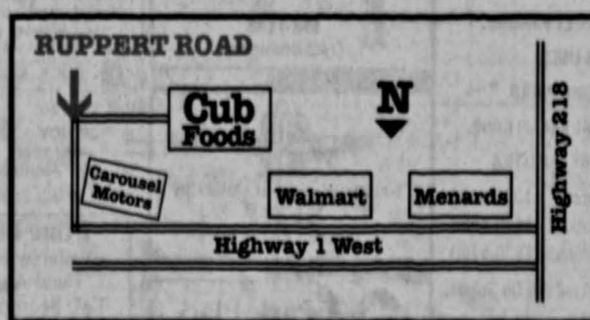 RUPPERT ROAD
Cub
Foods
N
Carousel
Motors
Walmart
Menards
Highway 218
Highway 1 West